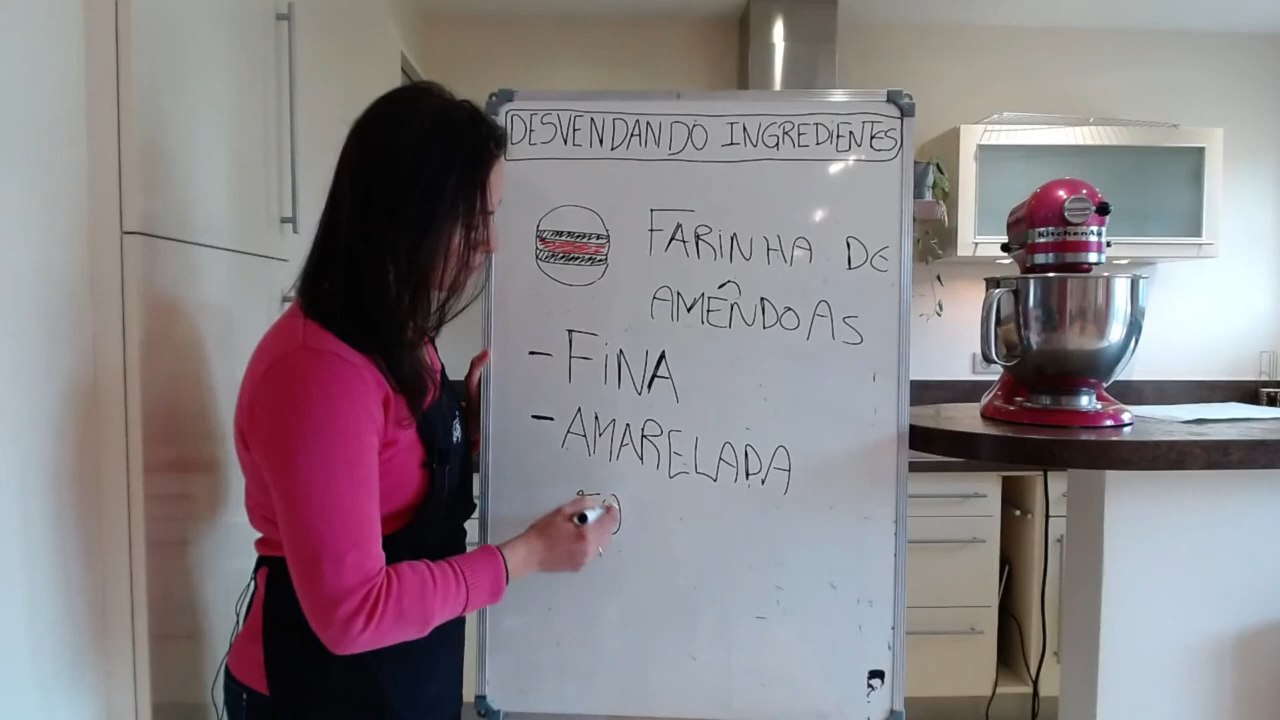 DESVENDANDO INGREDIENTES
FARINHA DE
AMÊNDOAS
- FINA
- AMARELADA
KitchenAid